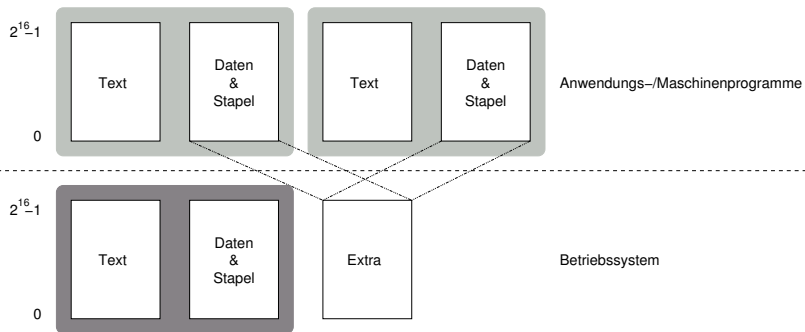 2^16–1
Text
Daten
&
Stapel
Text
Daten
&
Stapel
Anwendungs–/Maschinenprogramme
0
2^16–1
Text
Daten
&
Stapel
Extra
Betriebssystem
0